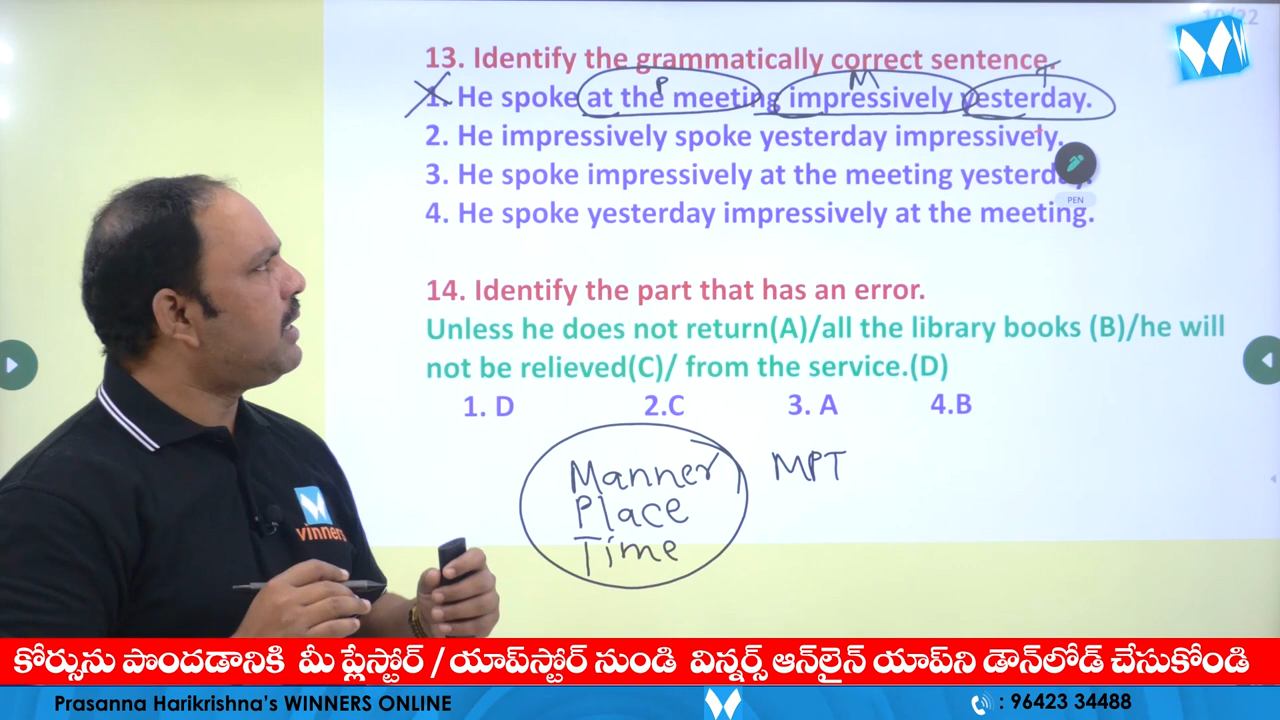 10/22
13. Identify the grammatically correct sentence.
P M T
1. He spoke at the meeting impressively yesterday.
2. He impressively spoke yesterday impressively.
3. He spoke impressively at the meeting yesterday.
PEN
4. He spoke yesterday impressively at the meeting.
14. Identify the part that has an error.
Unless he does not return(A)/all the library books (B)/he will
not be relieved(C)/ from the service.(D)
1. D 2.C 3. A 4.B
Manner MPT
Place
Time
vinners
కోర్సును పొందడానికి మీ ప్లేస్టోర్ / యాప్‌స్టోర్ నుండి విన్నర్స్ ఆన్‌లైన్ యాప్‌ని డౌన్‌లోడ్ చేసుకోండి
Prasanna Harikrishna's WINNERS ONLINE : 96423 34488